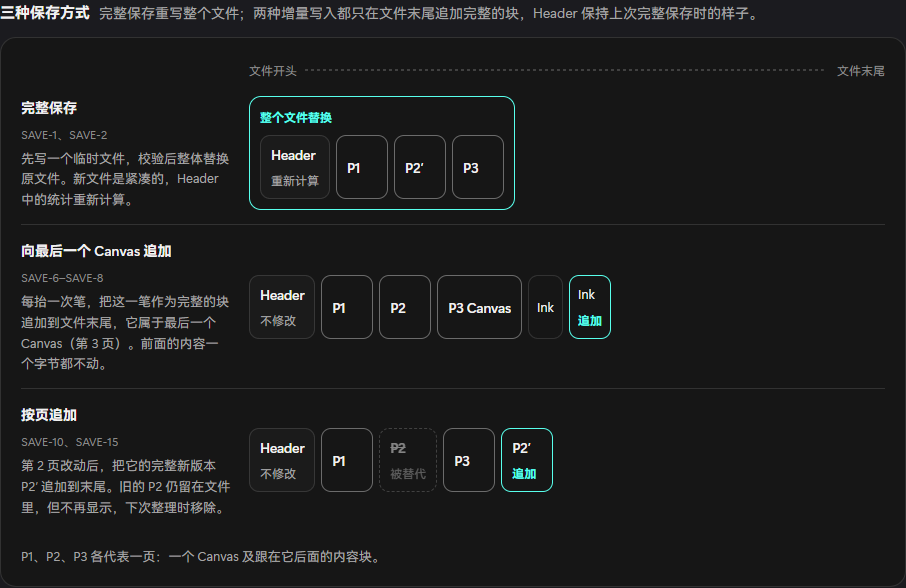 三种保存方式 完整保存重写整个文件；两种增量写入都只在文件末尾追加完整的块，Header 保持上次完整保存时的样子。
文件开头 文件末尾
完整保存
SAVE-1、SAVE-2
先写一个临时文件，校验后整体替换
原文件。新文件是紧凑的，Header
中的统计重新计算。
整个文件替换
Header P1 P2′ P3
重新计算
向最后一个 Canvas 追加
SAVE-6–SAVE-8
每抬一次笔，把这一笔作为完整的块
追加到文件末尾，它属于最后一个
Canvas（第 3 页）。前面的内容一
个字节都不动。
Header P1 P2 P3 Canvas Ink Ink
不修改 追加
按页追加
SAVE-10、SAVE-15
第 2 页改动后，把它的完整新版本
P2′ 追加到末尾。旧的 P2 仍留在文件
里，但不再显示，下次整理时移除。
Header P1 P2 P3 P2′
不修改 被替代 追加
P1、P2、P3 各代表一页：一个 Canvas 及跟在它后面的内容块。